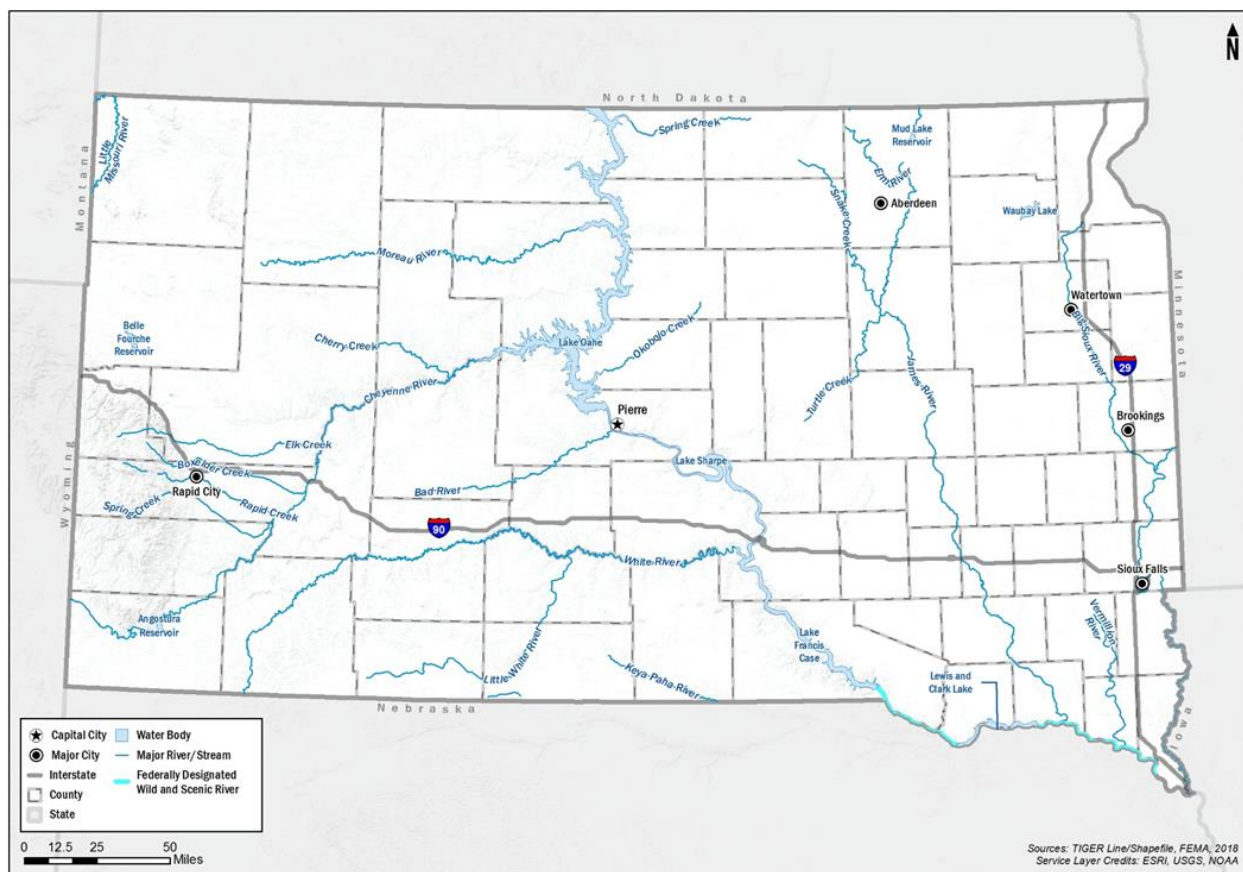 N
North Dakota
Montana
Little
Missouri River
Spring Creek
Mud Lake
Reservoir
Elm River
Aberdeen
Snake Creek
Waubay Lake
Moreau River
Minnesota
Watertown
Big Sioux River
Belle
Fourche
Reservoir
Cherry Creek
Lake Oahe
Okobojo Creek
29
Cheyenne River
James River
Turtle Creek
Pierre
Brookings
Wyoming
Elk Creek
Lake Sharpe
Boxelder Creek
Rapid City
Bad River
Spring Creek
Rapid Creek
90
White River
Sioux Falls
Angostura
Reservoir
Vermillion
River
Lake
Francis
Case
Little White River
Keya Paha River
Lewis and
Clark Lake
Nebraska
Iowa
Capital City
Water Body
Major City
Major River/Stream
Interstate
Federally Designated
Wild and Scenic River
County
State
0 12.5 25 50
Miles
Sources: TIGER Line/Shapefile, FEMA, 2018
Service Layer Credits: ESRI, USGS, NOAA